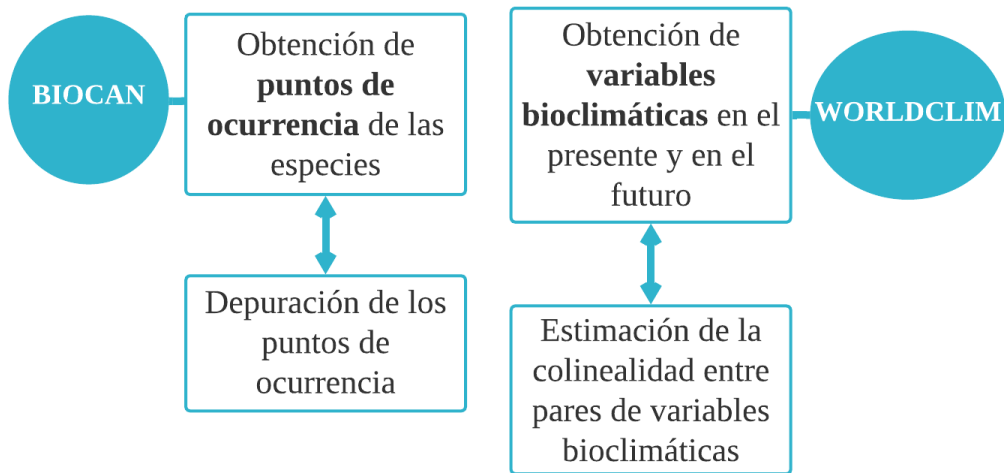 BIOCAN
Obtención de
puntos de
ocurrencia de las
especies
Depuración de los
puntos de
ocurrencia
Obtención de
variables
bioclimáticas en el
presente y en el
futuro
WORLDCLIM
Estimación de la
colinealidad entre
pares de variables
bioclimáticas